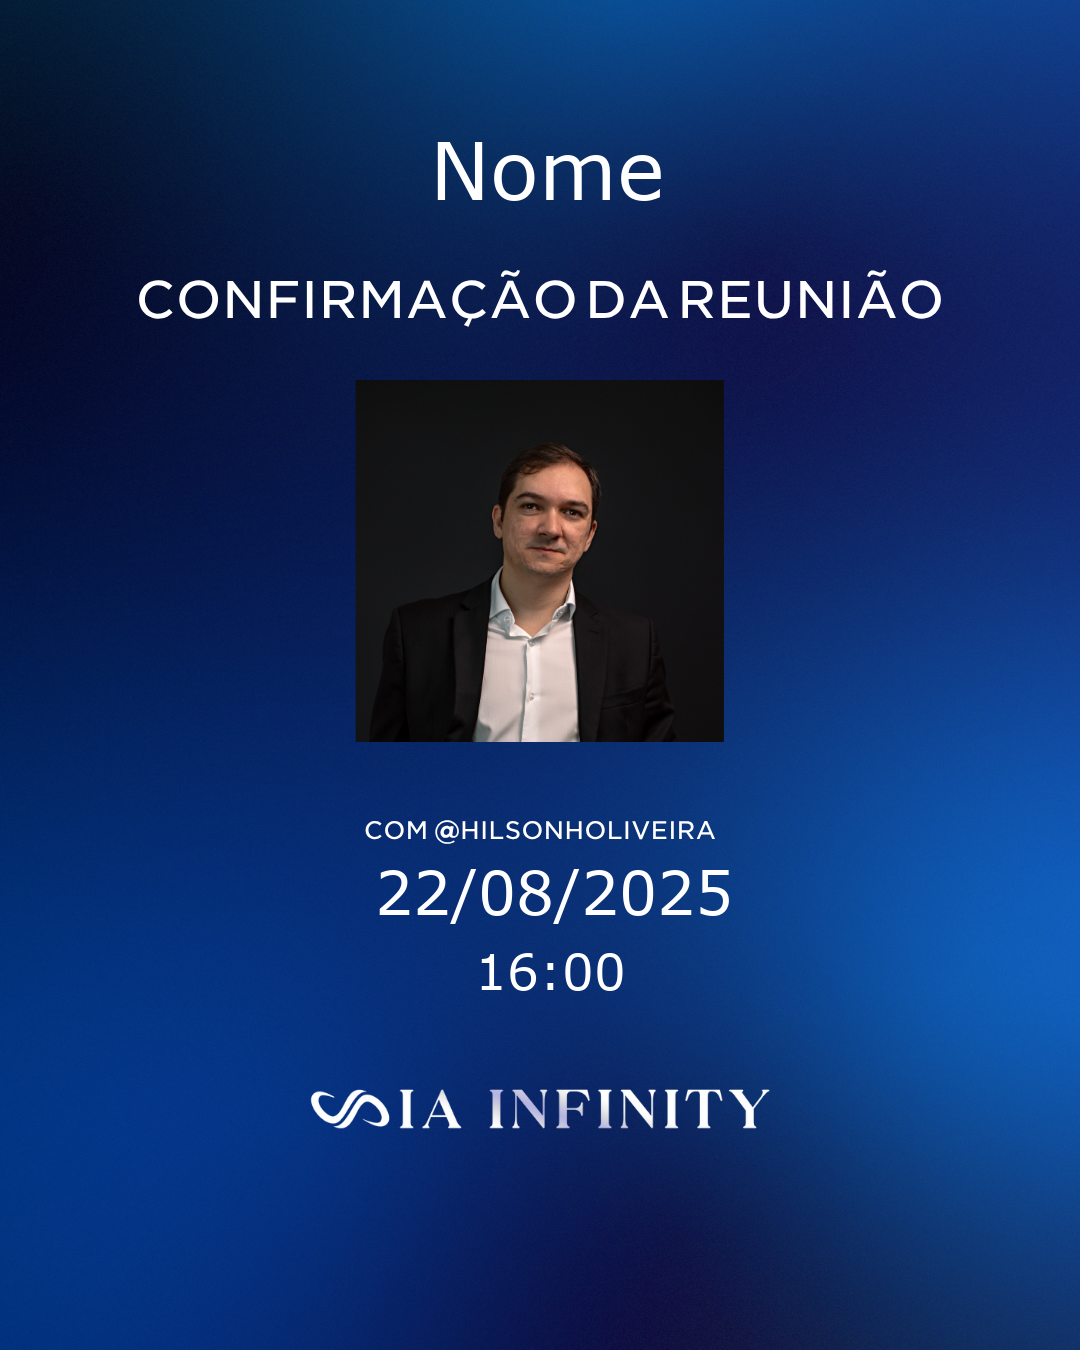 Nome
CONFIRMAÇÃO DA REUNIÃO
COM @HILSONHOLIVEIRA
22/08/2025
16:00
IA INFINITY